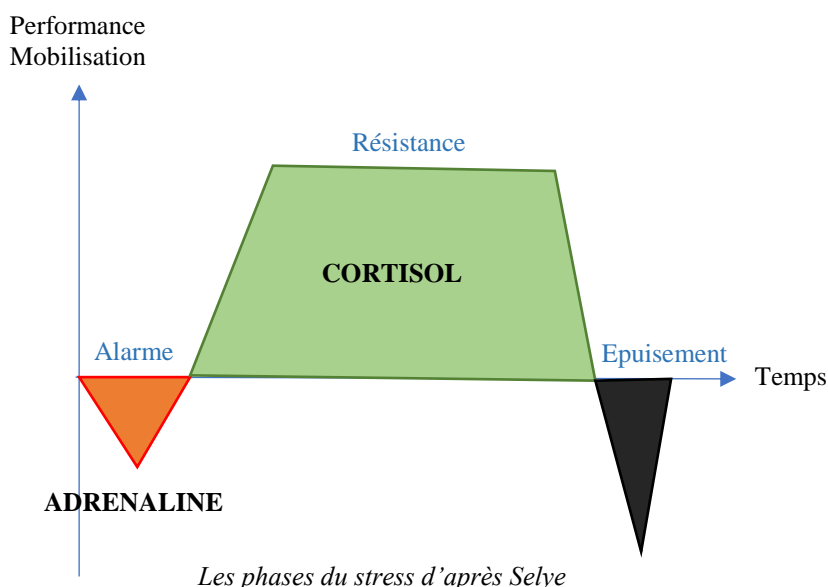 Performance
Mobilisation
Résistance
CORTISOL
Alarme
Epuisement
Temps
ADRENALINE
Les phases du stress d’après Selye